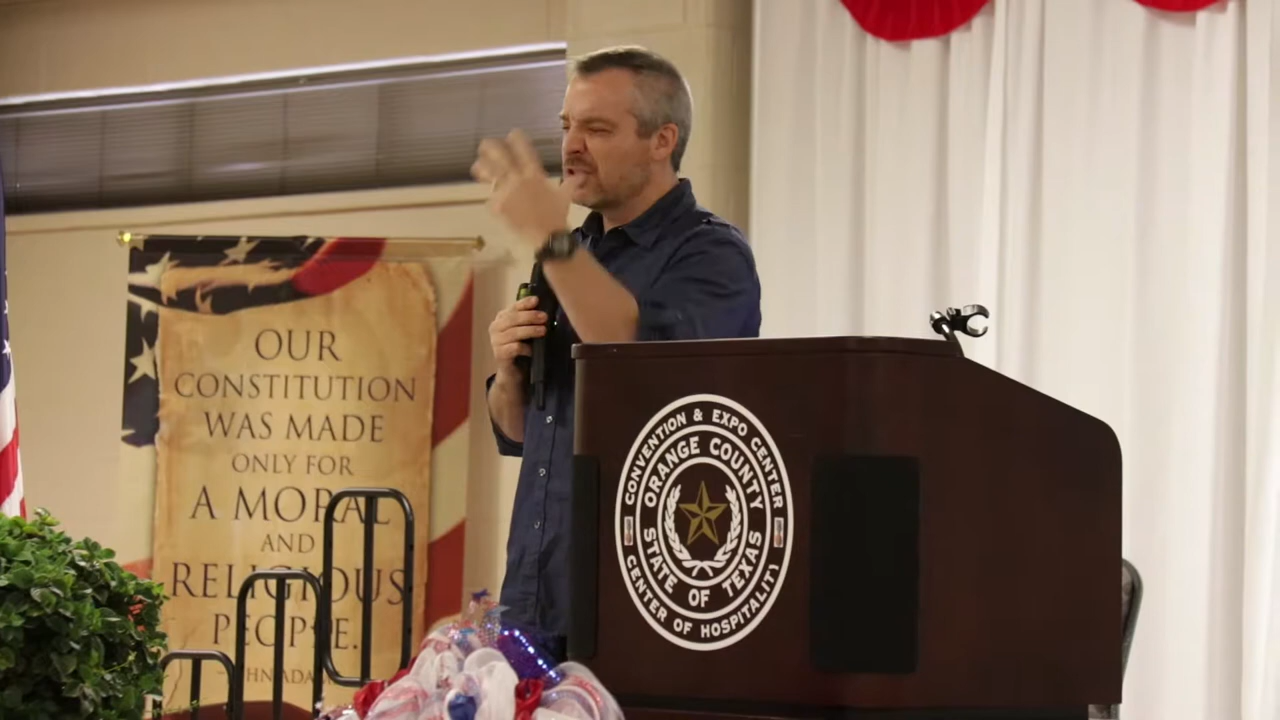 OUR
CONSTITUTION
WAS MADE
ONLY FOR
A MORAL
AND
RELIGIOUS
PEOPLE.
CONVENTION & EXPO CENTER
ORANGE COUNTY
STATE OF TEXAS
CENTER OF HOSPITALITY